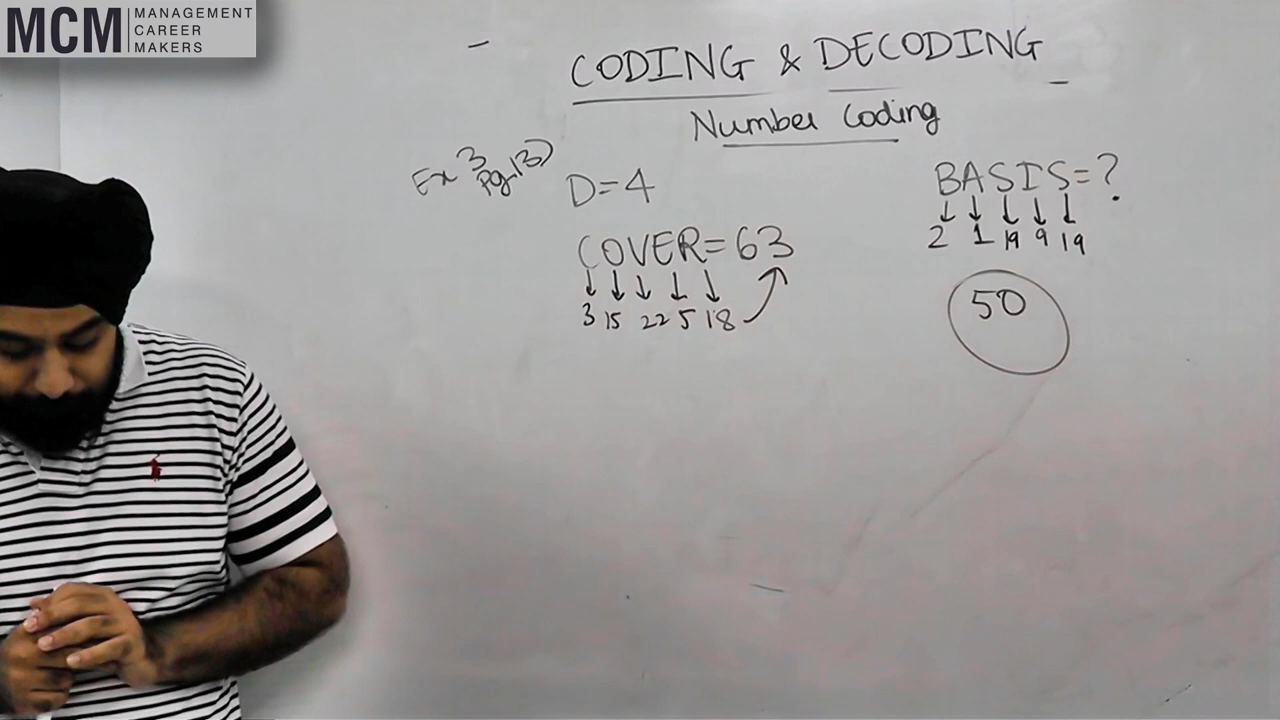 MCM MANAGEMENT
CAREER
MAKERS
CODING & DECODING
Number Coding
Ex 3
Pg.13)
D=4
COVER=63
3 15 22 5 18
BASIS=?
2 1 19 9 19
50